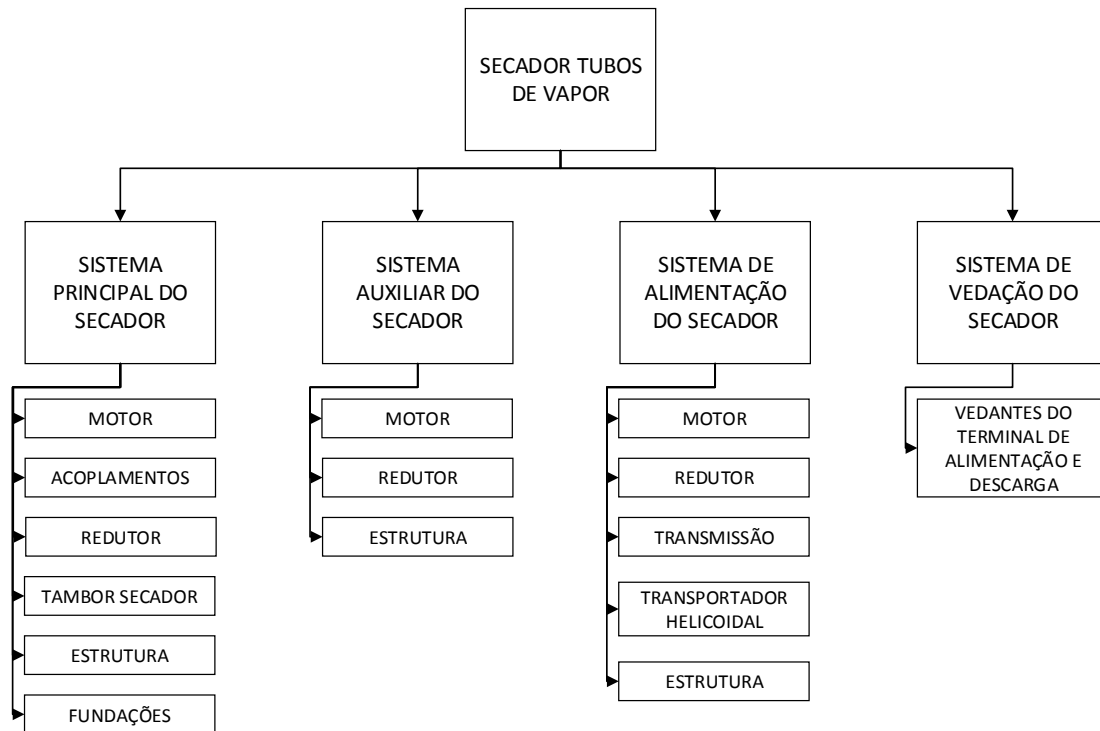 SECADOR TUBOS
DE VAPOR
SISTEMA
PRINCIPAL DO
SECADOR
MOTOR
ACOPLAMENTOS
REDUTOR
TAMBOR SECADOR
ESTRUTURA
FUNDAÇÕES
SISTEMA
AUXILIAR DO
SECADOR
MOTOR
REDUTOR
ESTRUTURA
SISTEMA DE
ALIMENTAÇÃO
DO SECADOR
MOTOR
REDUTOR
TRANSMISSÃO
TRANSPORTADOR
HELICOIDAL
ESTRUTURA
SISTEMA DE
VEDAÇÃO DO
SECADOR
VEDANTES DO
TERMINAL DE
ALIMENTAÇÃO E
DESCARGA